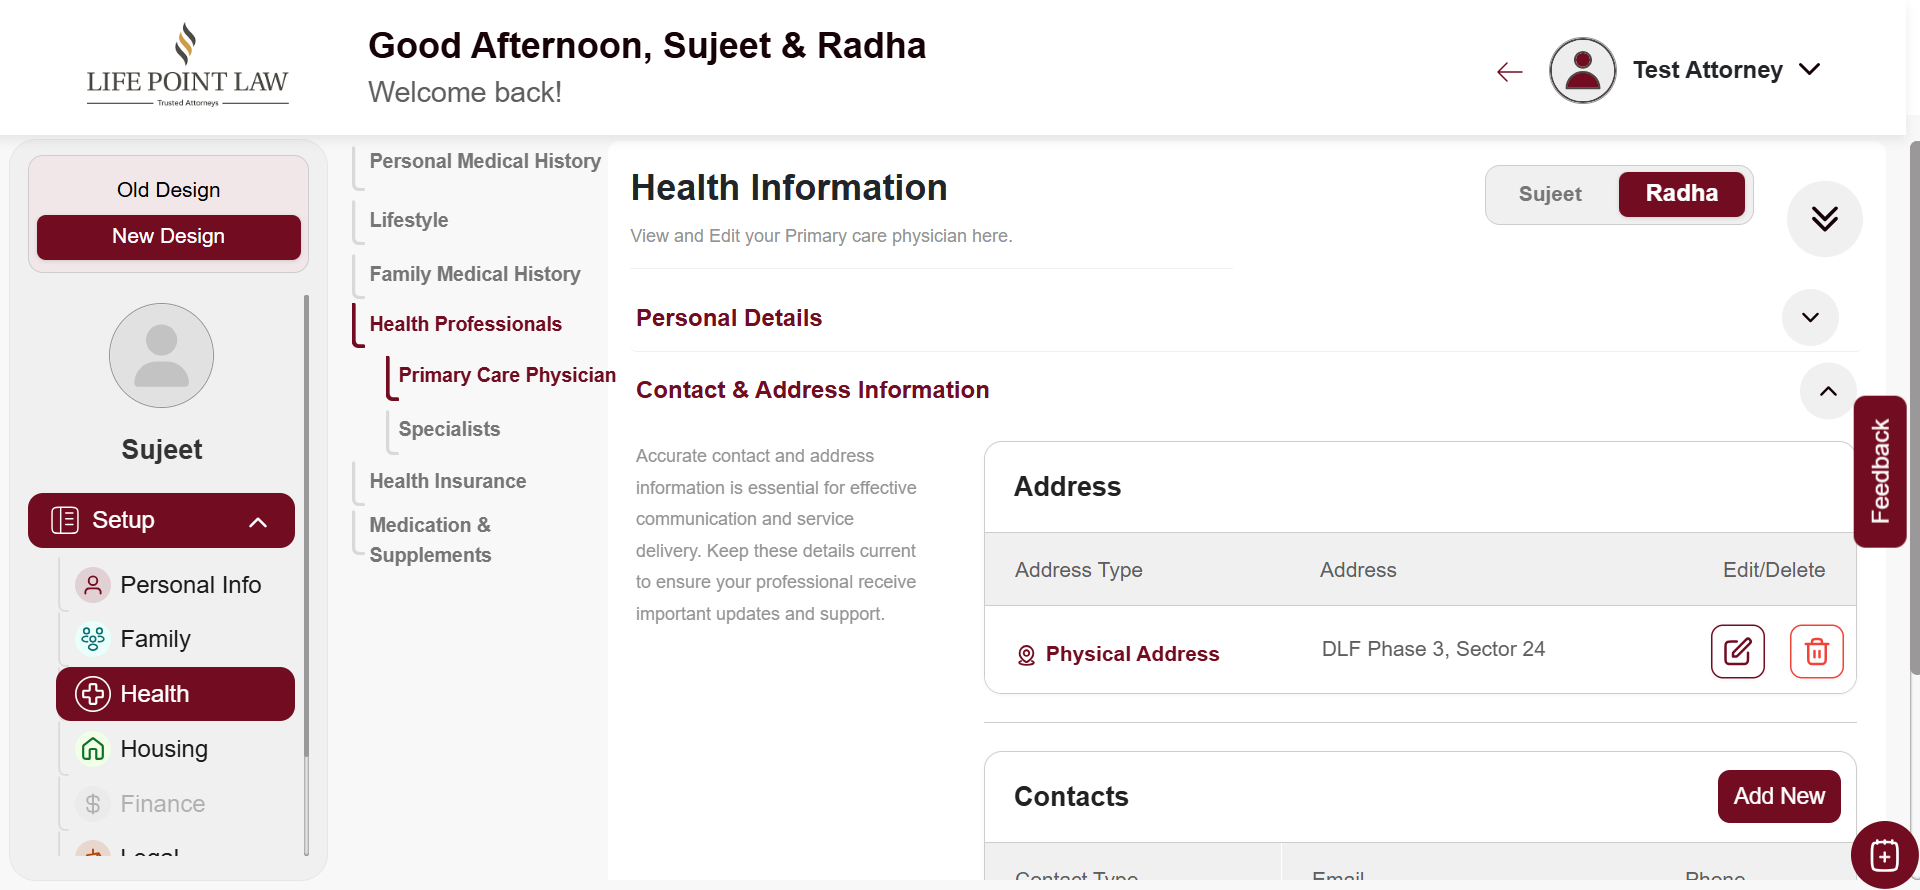 LIFE POINT LAW
Trusted Attorneys
Good Afternoon, Sujeet & Radha
Welcome back!
Test Attorney
Old Design
New Design
Sujeet
Setup
Personal Info
Family
Health
Housing
Finance
Legal
Personal Medical History
Lifestyle
Family Medical History
Health Professionals
Primary Care Physician
Specialists
Health Insurance
Medication &
Supplements
Health Information
View and Edit your Primary care physician here.
Sujeet
Radha
Personal Details
Contact & Address Information
Accurate contact and address
information is essential for effective
communication and service
delivery. Keep these details current
to ensure your professional receive
important updates and support.
Address
Address Type Address Edit/Delete
Physical Address DLF Phase 3, Sector 24
Contacts
Add New
Contact Type Email Phone
Feedback